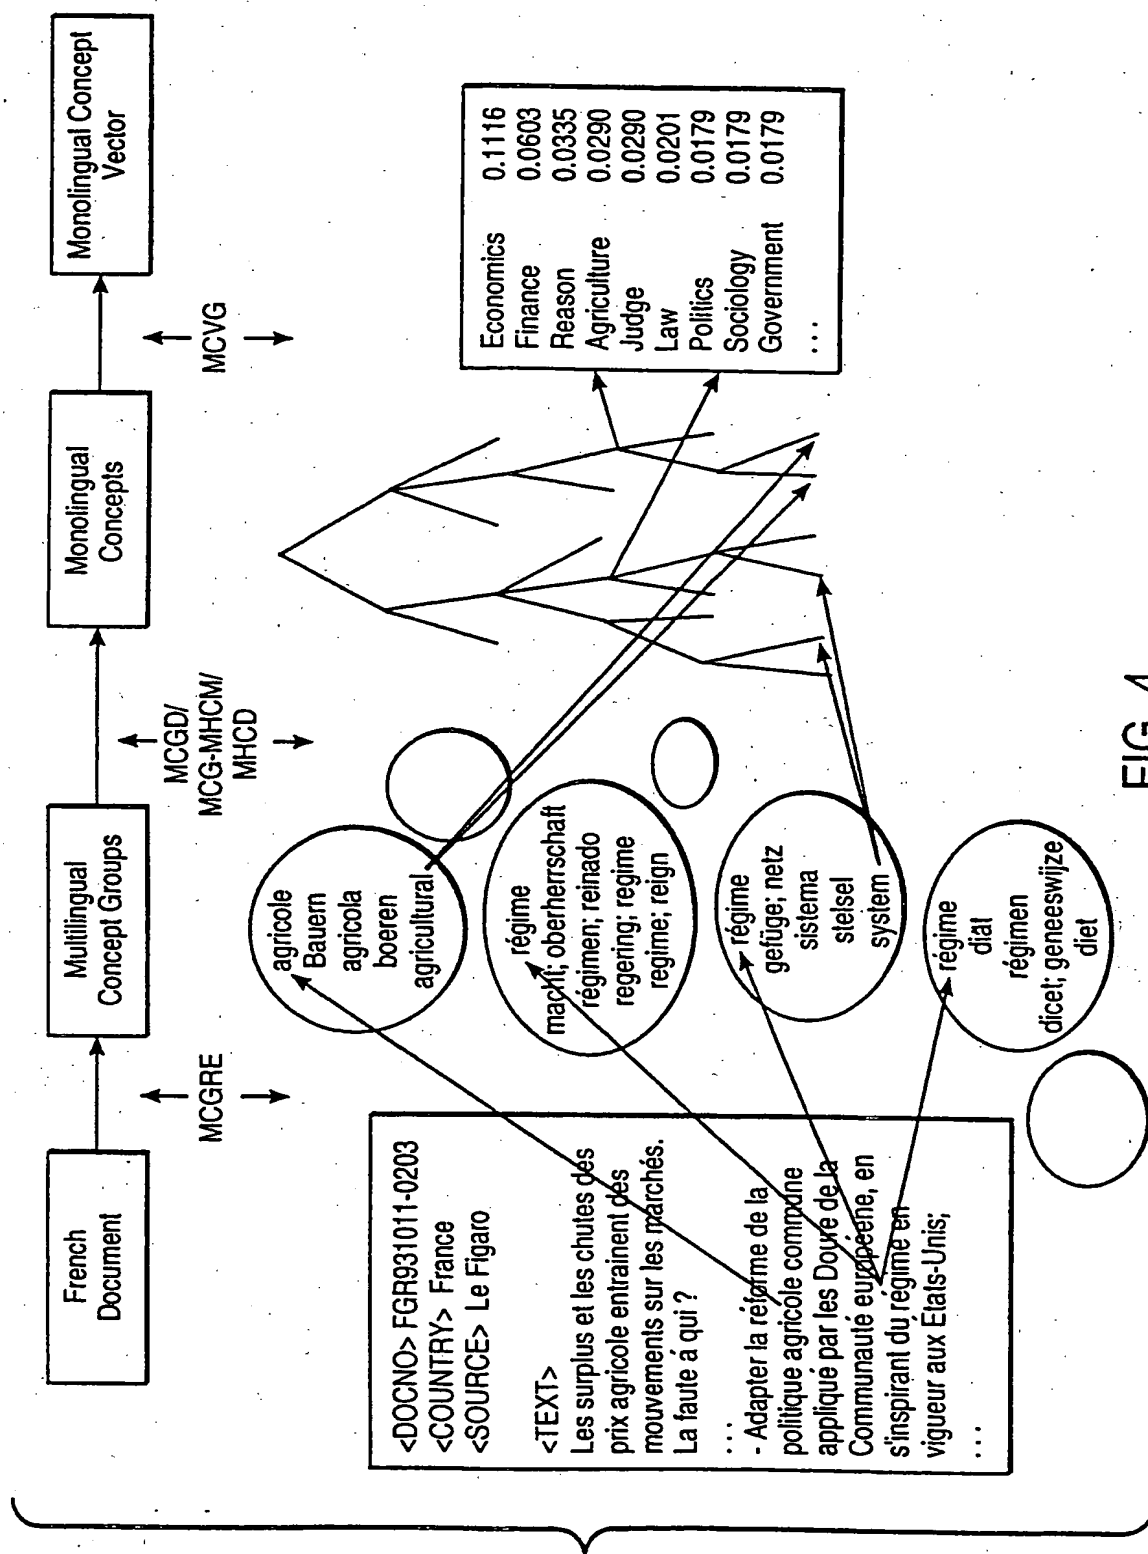 French
Document
Multilingual
Concept Groups
Monolingual
Concepts
Monolingual Concept
Vector
MCGRE
MCGD/
MCG-MHCM/
MHCD
MCVG
<DOCNO> FGR931011-0203
<COUNTRY> France
<SOURCE> Le Figaro
<TEXT>
Les surplus et les chutes des
prix agricole entrainent des
mouvements sur les marchés.
La faute á qui ?
...
- Adapter la réforme de la
politique agricole commune
appliqué par les Douré de la
Communauté européene, en
s'inspirant du régime en
vigueur aux États-Unis;
...
agricole
Bauern
agricola
boeren
agricultural
régime
macht; oberherrschaft
régimen; reinado
regering; regime
regime; reign
régime
gefüge; netz
sistema
stelsel
system
régime
diät
régimen
dicet; geneeswijze
diet
Economics 0.1116
Finance 0.0603
Reason 0.0335
Agriculture 0.0290
Judge 0.0290
Law 0.0201
Politics 0.0179
Sociology 0.0179
Government 0.0179
...
FIG. 4